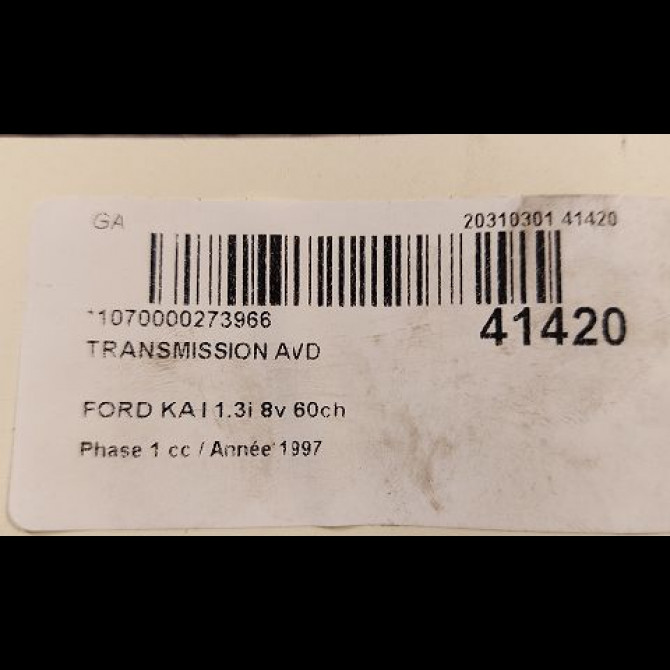 GA
20310301 41420
*1070000273966
41420
TRANSMISSION AVD
FORD KA I 1.3i 8v 60ch
Phase 1 cc / Année 1997